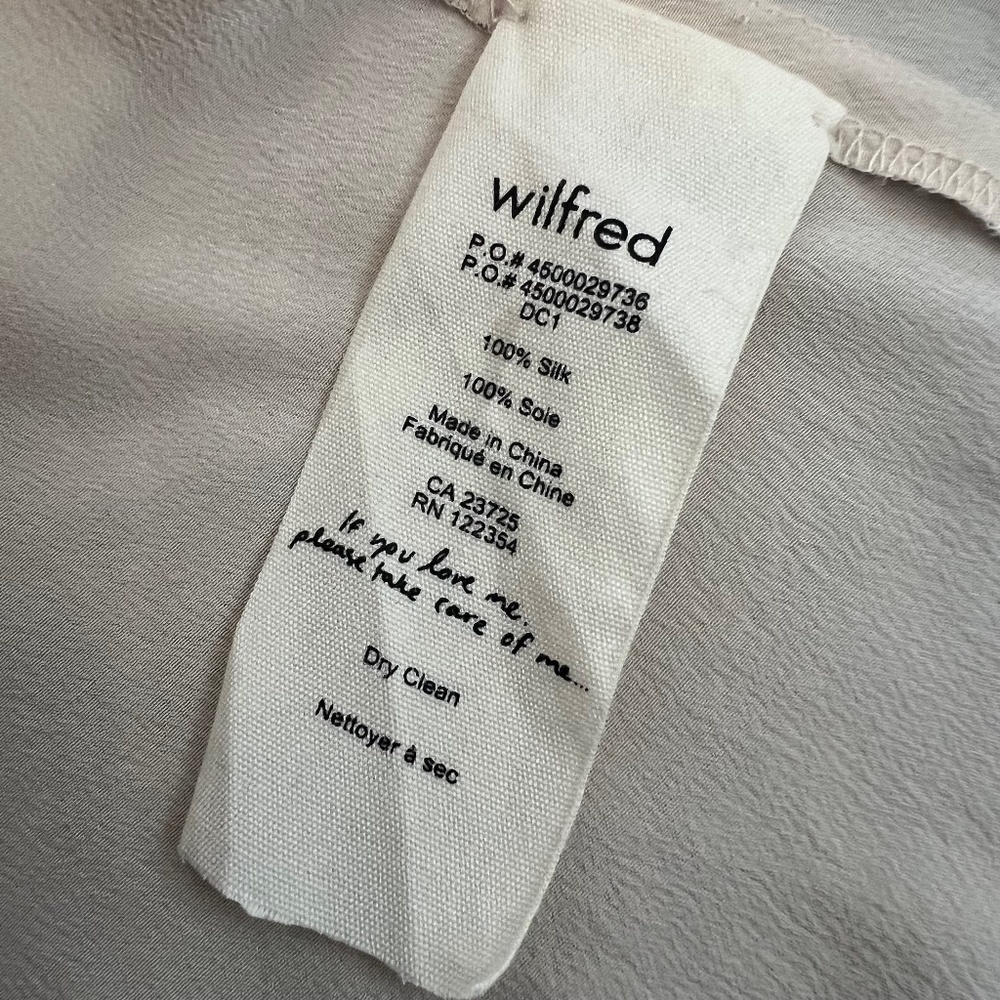 wilfred
P.O.# 4500029736
P.O.# 4500029738
DC1
100% Silk
100% Soie
Made in China
Fabriqué en Chine
CA 23725
RN 122354
If you love me.
please take care of me...
Dry Clean
Nettoyer à sec